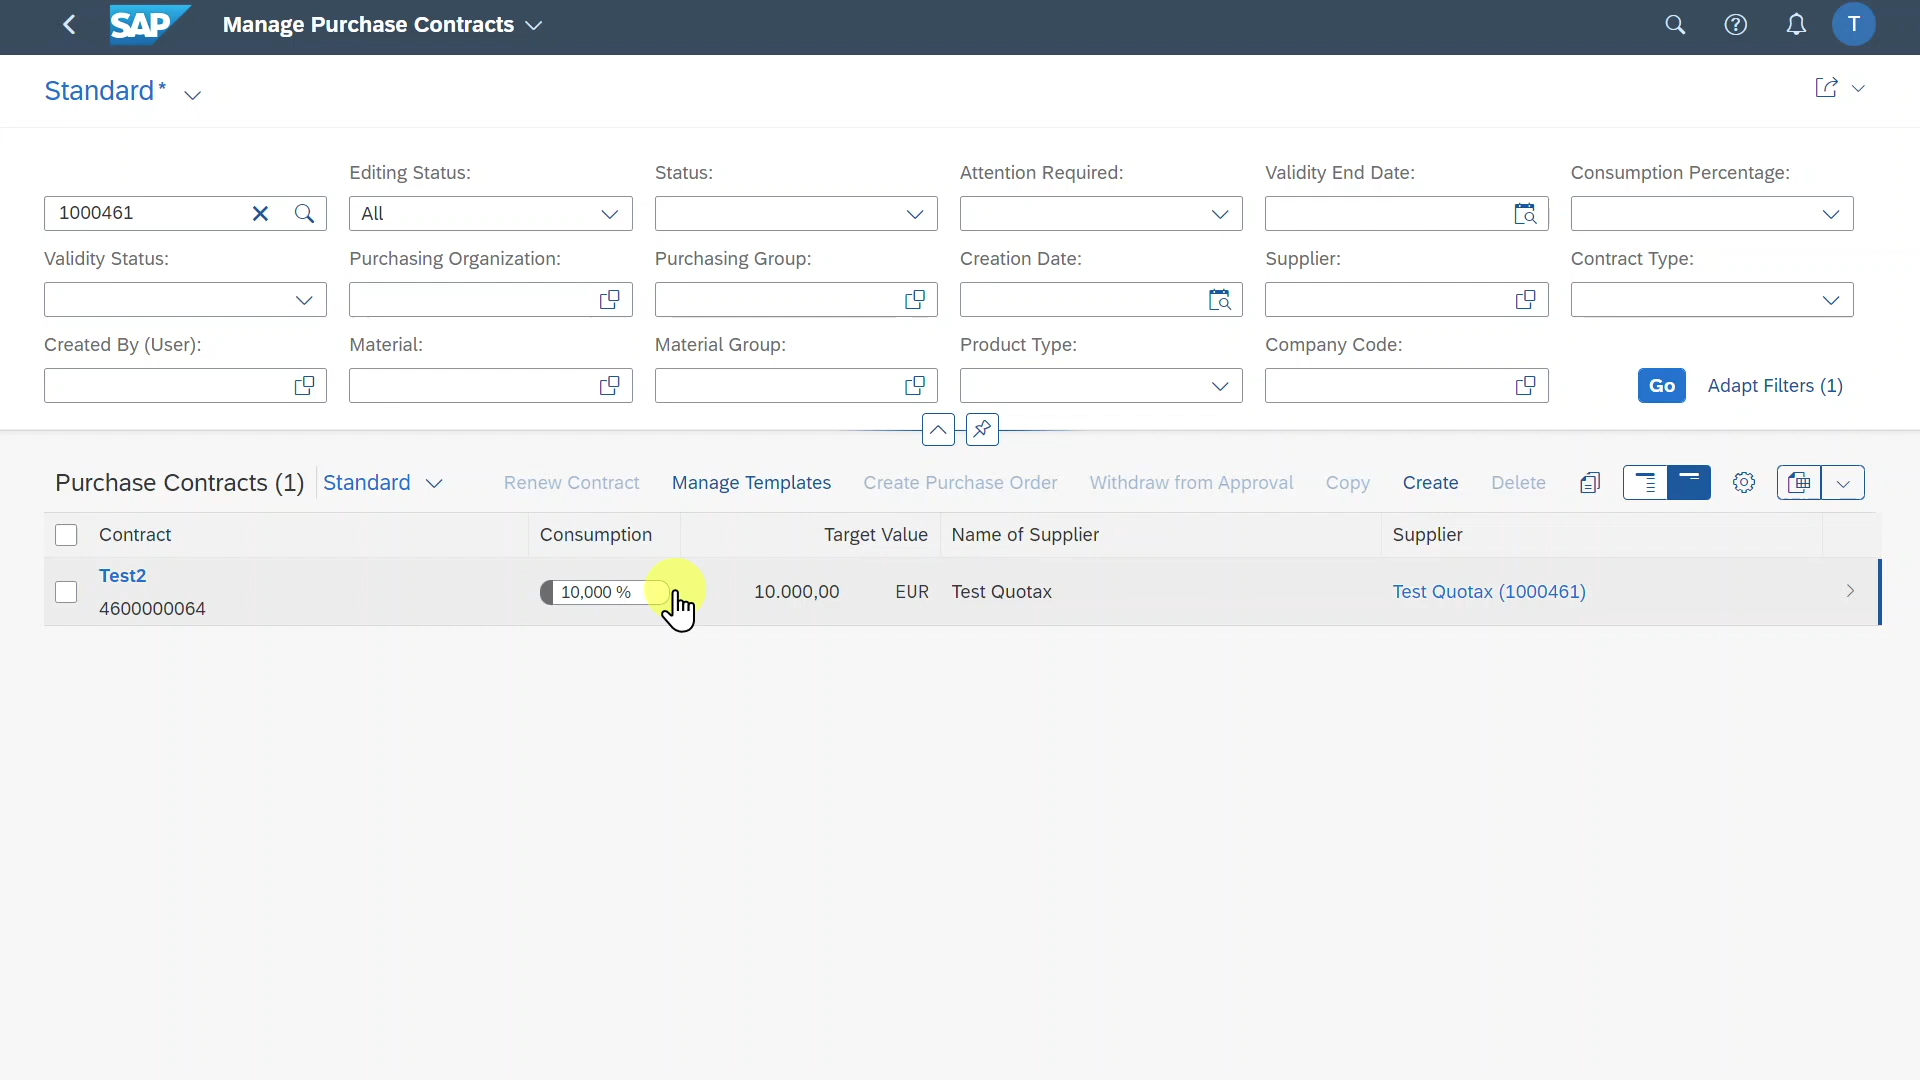 SAP Manage Purchase Contracts T
Standard *
Editing Status: Status: Attention Required: Validity End Date: Consumption Percentage:
1000461 All
Validity Status: Purchasing Organization: Purchasing Group: Creation Date: Supplier: Contract Type:
Created By (User): Material: Material Group: Product Type: Company Code:
Go Adapt Filters (1)
Purchase Contracts (1) Standard Renew Contract Manage Templates Create Purchase Order Withdraw from Approval Copy Create Delete
Contract Consumption Target Value Name of Supplier Supplier
Test2
10,000 % 10.000,00 EUR Test Quotax Test Quotax (1000461)
4600000064